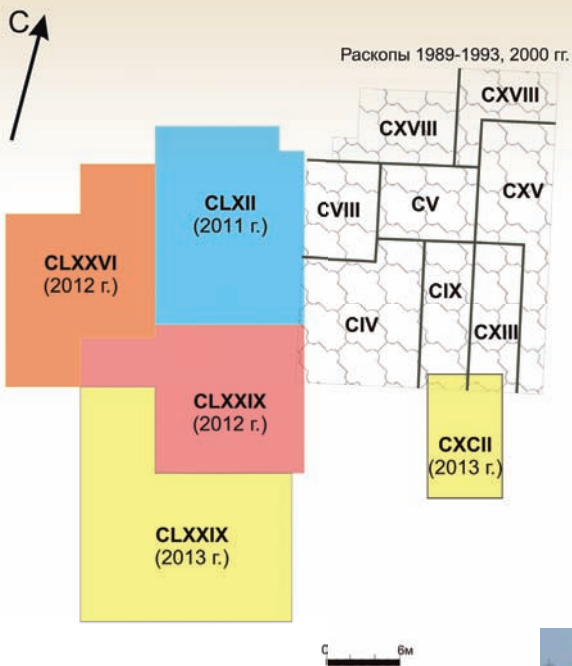 С
Раскопы 1989-1993, 2000 гг.
CXVIII
CXVIII
CLXII
(2011 г.)
CVIII
CV
CXV
CLXXVI
(2012 г.)
CIV
CIX
CXIII
CLXXIX
(2012 г.)
CXCII
(2013 г.)
CLXXIX
(2013 г.)
0
6м